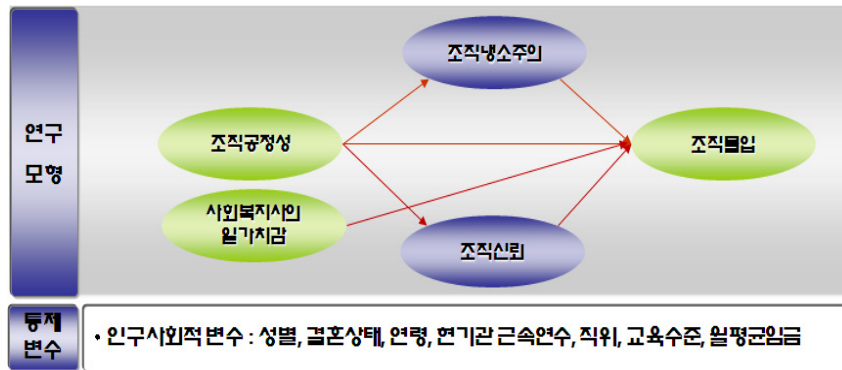 조직냉소주의
연구
모형
조직공정성
조직몰입
사회복지사의
일가치감
조직신뢰
통제
변수
• 인구사회적 변수 : 성별, 결혼상태, 연령, 현기관 근속연수, 직위, 교육수준, 월평균임금